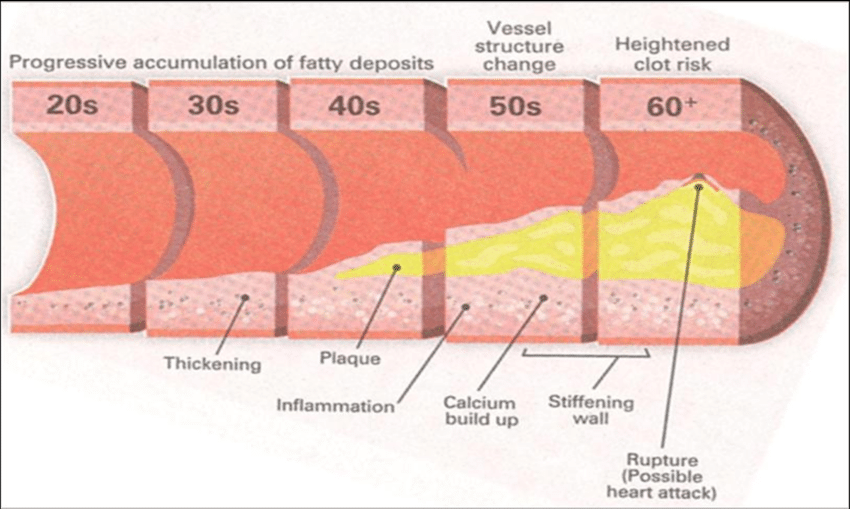 Progressive accumulation of fatty deposits
Vessel
structure
change
Heightened
clot risk
20s
30s
40s
50s
60+
Thickening
Plaque
Inflammation
Calcium
build up
Stiffening
wall
Rupture
(Possible
heart attack)